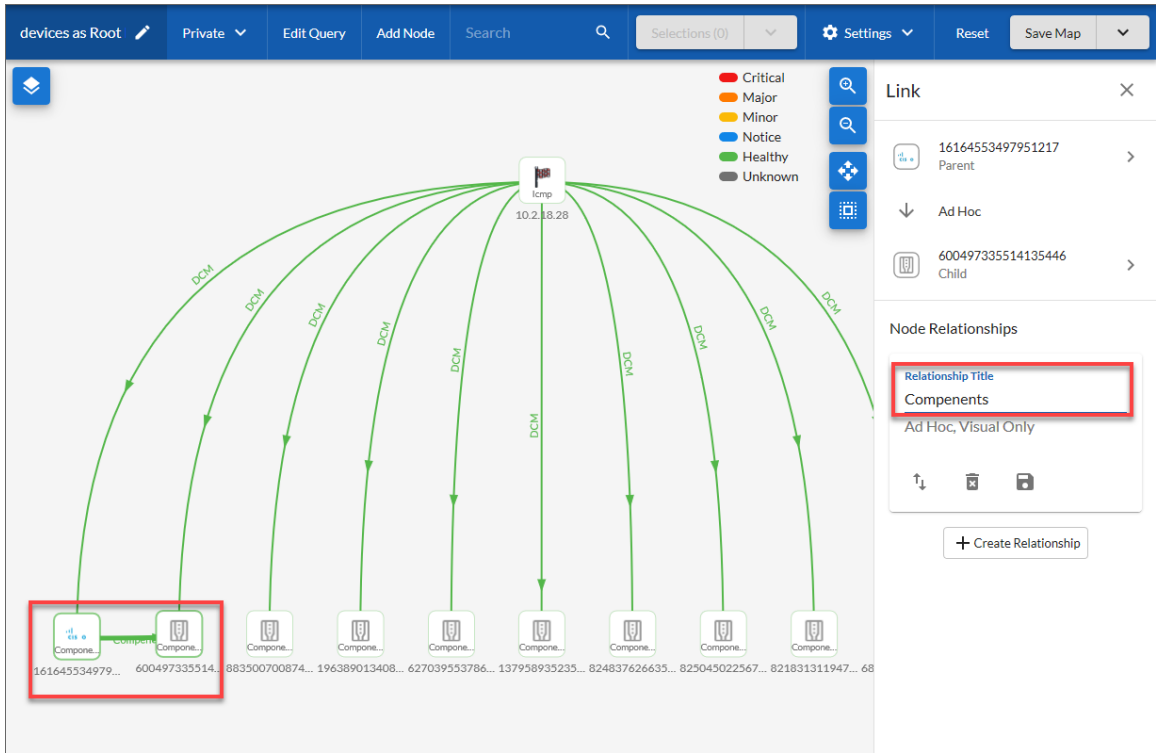 devices as Root Private Edit Query Add Node Search Selections (0) Settings Reset Save Map
Critical
Major
Minor
Notice
Healthy
Unknown
Icmp
10.2.18.28
DCM
DCM
DCM
DCM
DCM
DCM
DCM
DCM
DCM
DCM
Compone... Compone... Compone... Compone... Compone... Compone... Compone... Compone... Compone...
161645534979... 600497335514... 883500700874... 196389013408... 627039553786... 137958935235... 824837626635... 825045022567... 821831311947... 68
Link
16164553497951217
Parent
Ad Hoc
600497335514135446
Child
Node Relationships
Relationship Title
Compenents
Ad Hoc, Visual Only
Create Relationship